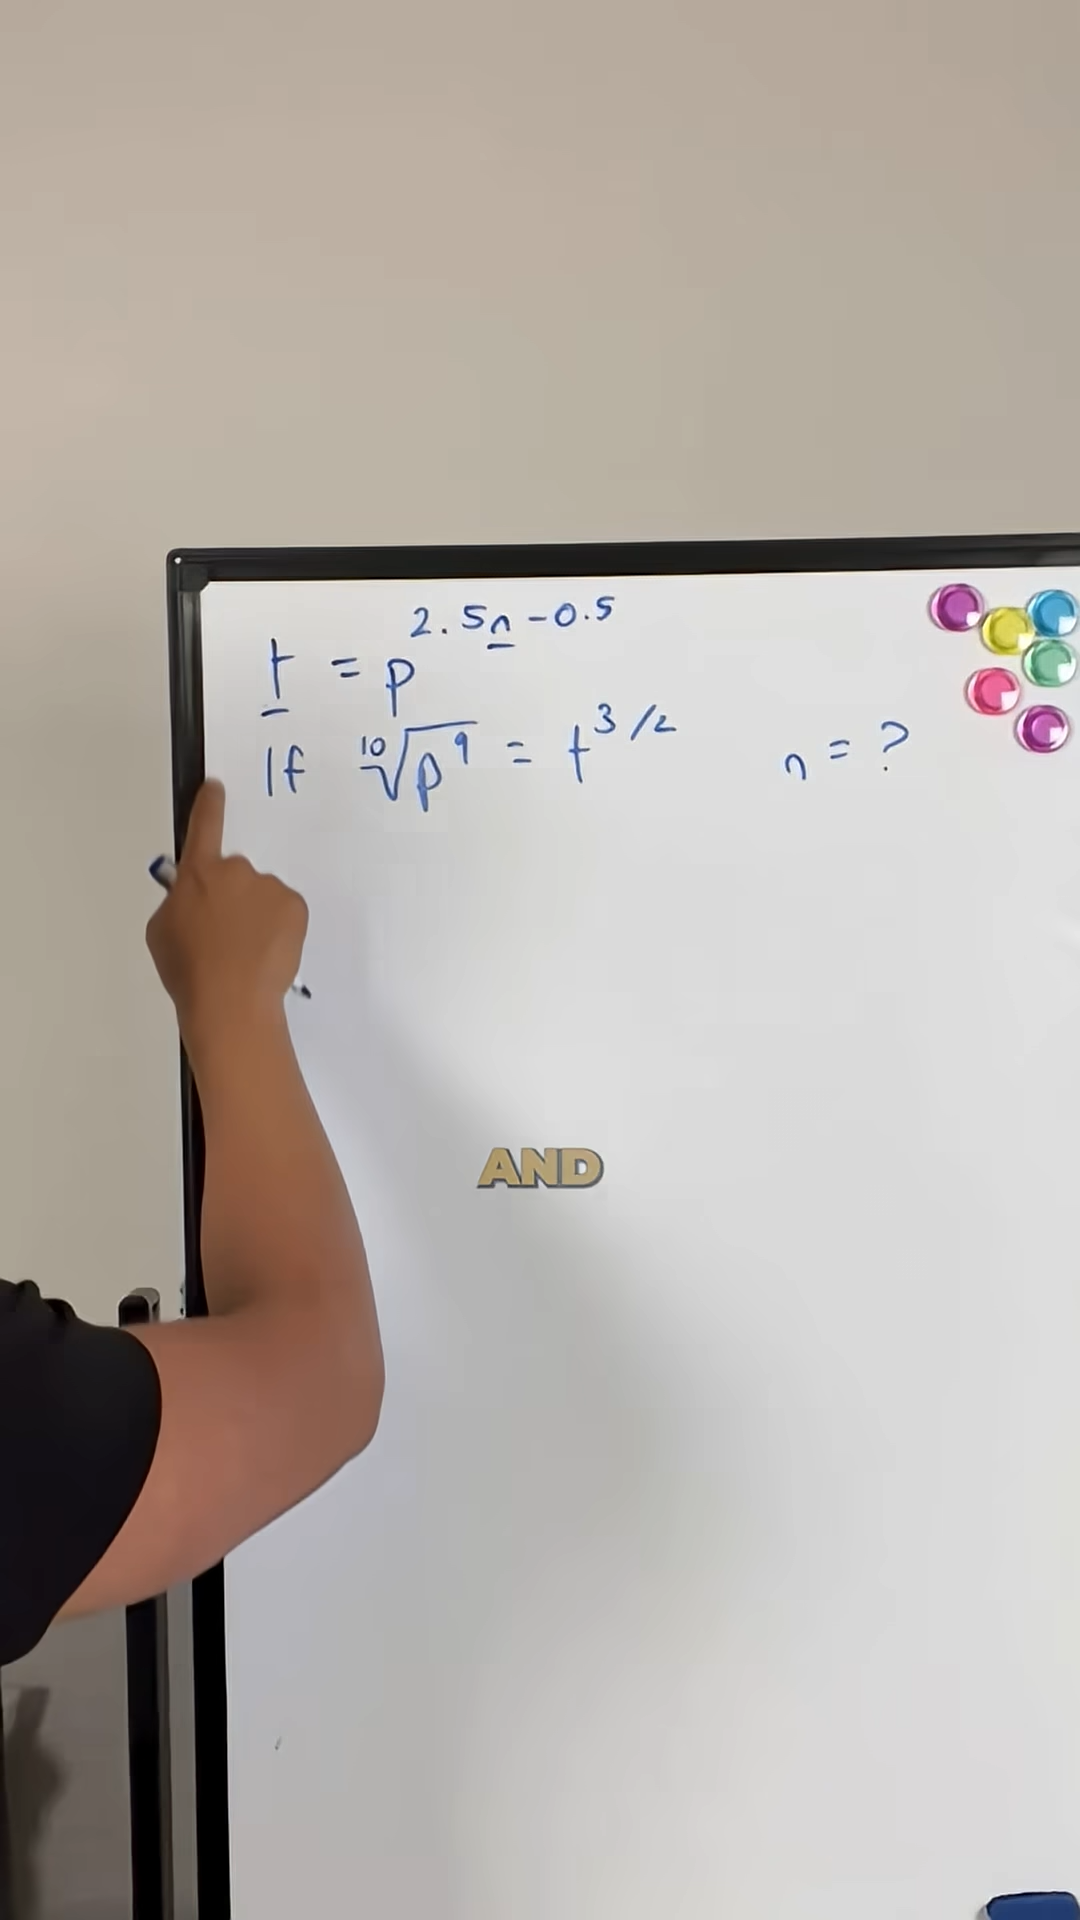 t = p^2.5n-0.5
If ¹⁰√p⁹ = t^3/2 n = ?
AND